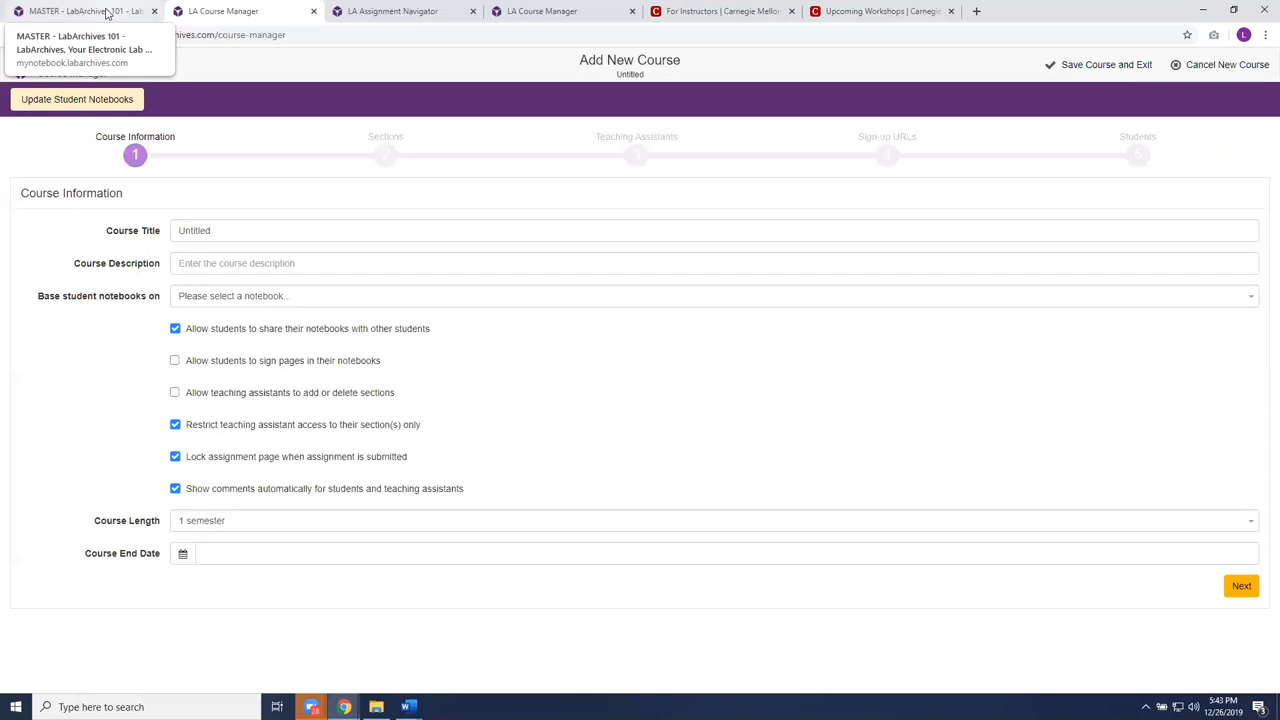 MASTER - LabArchives 101 - Lab
LA Course Manager
LA Assignment Navigator
LA Course Manager
For Instructors | Carnegie Mellon
Upcoming Workshops | Carnegie
MASTER - LabArchives 101 -
LabArchives, Your Electronic Lab ...
mynotebook.labarchives.com
ves.com/course-manager
L
Add New Course
Untitled
Save Course and Exit
Cancel New Course
Update Student Notebooks
Course Information
Sections
Teaching Assistants
Sign-up URLs
Students
1
Course Information
Course Title
Untitled
Course Description
Enter the course description
Base student notebooks on
Please select a notebook...
Allow students to share their notebooks with other students
Allow students to sign pages in their notebooks
Allow teaching assistants to add or delete sections
Restrict teaching assistant access to their section(s) only
Lock assignment page when assignment is submitted
Show comments automatically for students and teaching assistants
Course Length
1 semester
Course End Date
Next
Type here to search
5:43 PM
12/26/2019